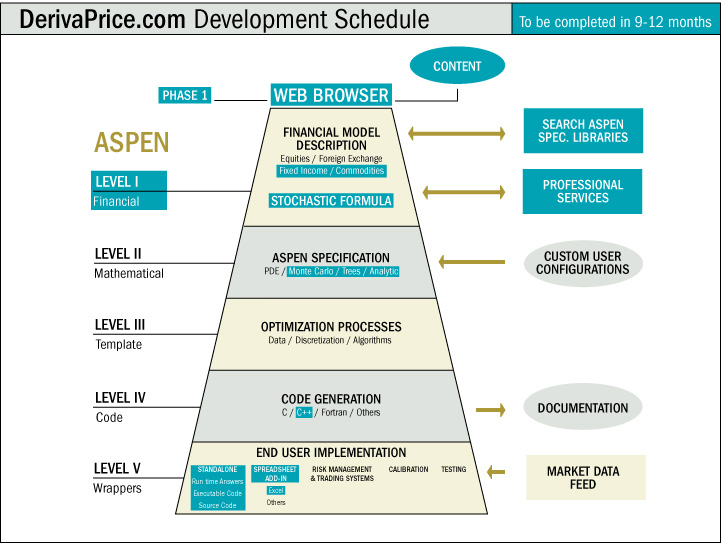 DerivaPrice.com Development Schedule
To be completed in 9-12 months
CONTENT
PHASE 1
WEB BROWSER
ASPEN
FINANCIAL MODEL
DESCRIPTION
Equities / Foreign Exchange
Fixed Income / Commodities
STOCHASTIC FORMULA
SEARCH ASPEN
SPEC. LIBRARIES
LEVEL I
Financial
PROFESSIONAL
SERVICES
LEVEL II
Mathematical
ASPEN SPECIFICATION
PDE / Monte Carlo / Trees / Analytic
CUSTOM USER
CONFIGURATIONS
LEVEL III
Template
OPTIMIZATION PROCESSES
Data / Discretization / Algorithms
LEVEL IV
Code
CODE GENERATION
C / C++ / Fortran / Others
DOCUMENTATION
LEVEL V
Wrappers
END USER IMPLEMENTATION
STANDALONE
Run time Answers
Executable Code
Source Code
SPREADSHEET
ADD-IN
Excel
Others
RISK MANAGEMENT
& TRADING SYSTEMS
CALIBRATION
TESTING
MARKET DATA
FEED